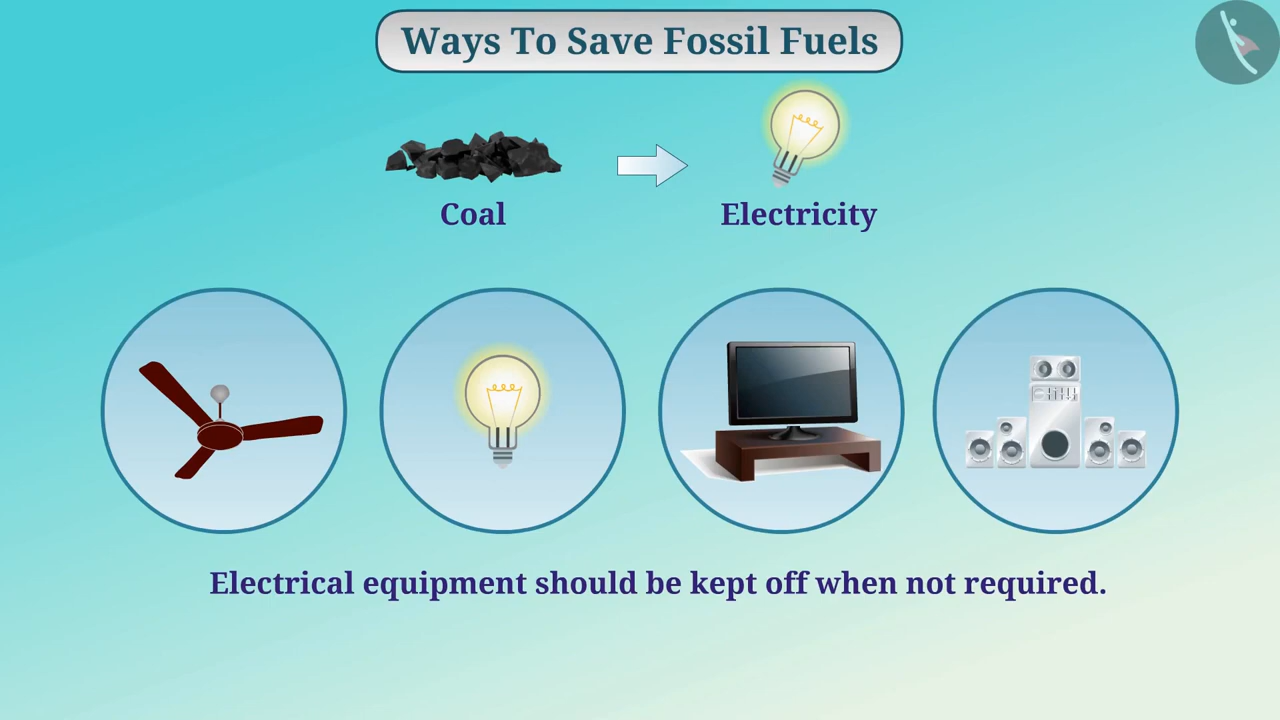 Ways To Save Fossil Fuels
Coal
Electricity
Electrical equipment should be kept off when not required.